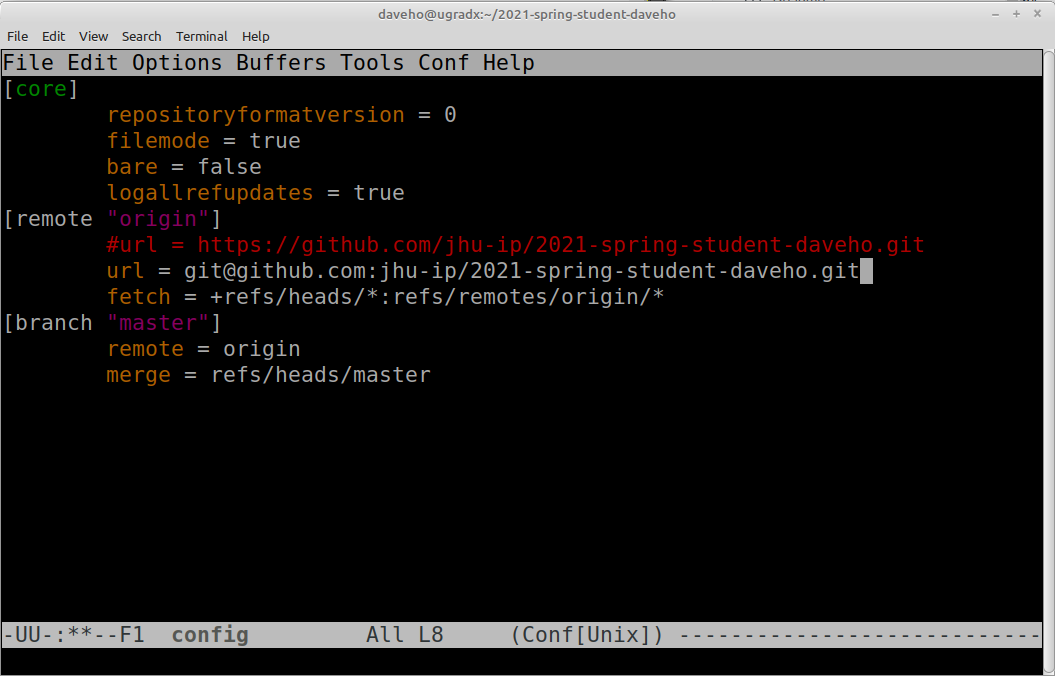 daveho@ugradx:~/2021-spring-student-daveho
File Edit View Search Terminal Help
File Edit Options Buffers Tools Conf Help
[core]
repositoryformatversion = 0
filemode = true
bare = false
logallrefupdates = true
[remote "origin"]
#url = https://github.com/jhu-ip/2021-spring-student-daveho.git
url = git@github.com:jhu-ip/2021-spring-student-daveho.git
fetch = +refs/heads/*:refs/remotes/origin/*
[branch "master"]
remote = origin
merge = refs/heads/master
-UU-:**--F1 config All L8 (Conf[Unix]) ----------------------------